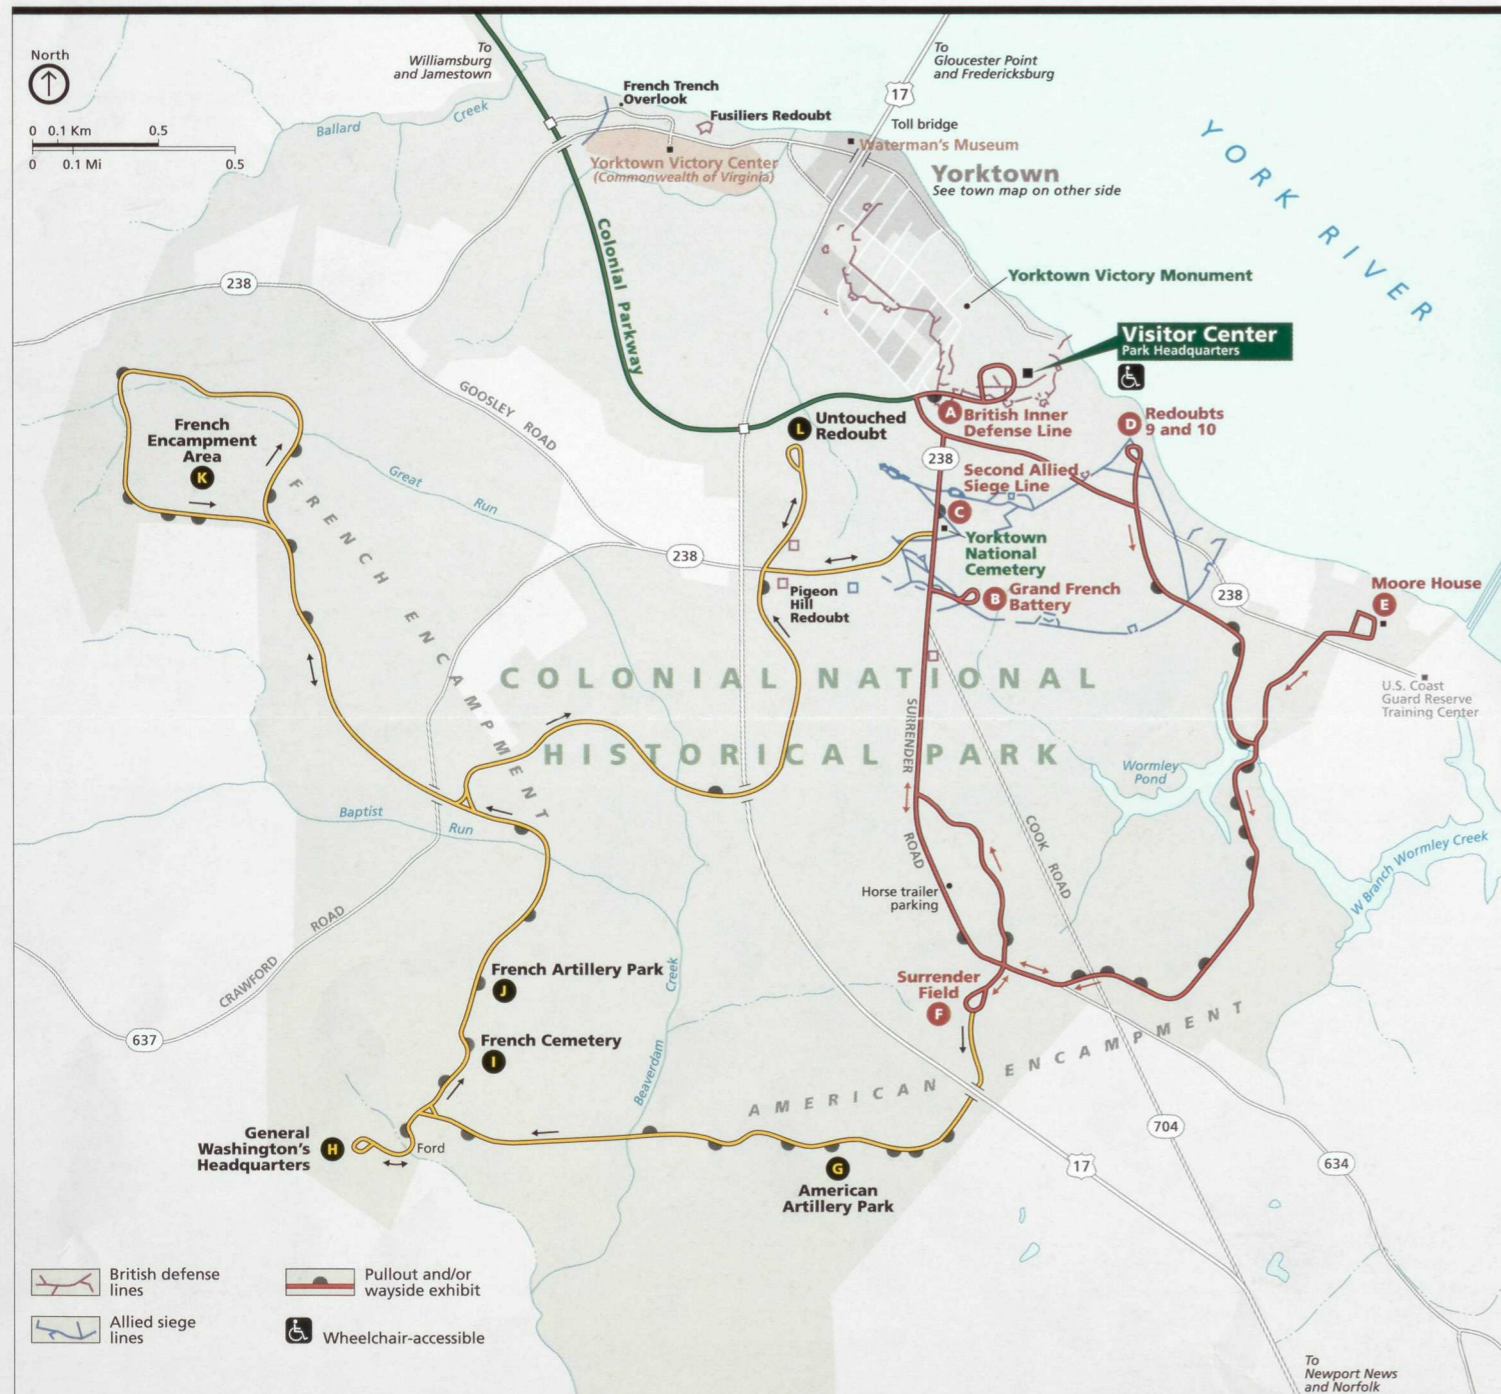 North
0 0.1 Km 0.5
0 0.1 Mi 0.5
To
Williamsburg
and Jamestown
To
Gloucester Point
and Fredericksburg
17
Ballard
Creek
French Trench
Overlook
Fusiliers Redoubt
Toll bridge
Waterman's Museum
Yorktown Victory Center
(Commonwealth of Virginia)
Yorktown
See town map on other side
YORK RIVER
Colonial Parkway
238
Yorktown Victory Monument
Visitor Center
Park Headquarters
GOOSLEY ROAD
French
Encampment
Area
K
L
Untouched
Redoubt
A
British Inner
Defense Line
D
Redoubts
9 and 10
238
Second Allied
Siege Line
C
Great
Run
FRENCH ENCAMPMENT
238
Yorktown
National
Cemetery
Pigeon
Hill
Redoubt
B
Grand French
Battery
238
Moore House
E
COLONIAL NATIONAL
HISTORICAL PARK
U.S. Coast
Guard Reserve
Training Center
SURRENDER
ROAD
Wormley
Pond
Baptist
Run
COOK ROAD
W Branch Wormley Creek
Horse trailer
parking
CRAWFORD
ROAD
French Artillery Park
J
Creek
Beaverdam
Surrender
Field
F
637
French Cemetery
I
AMERICAN ENCAMPMENT
General
Washington's
Headquarters
H
Ford
G
American
Artillery Park
704
17
634
British defense
lines
Pullout and/or
wayside exhibit
Allied siege
lines
Wheelchair-accessible
To
Newport News
and Norfolk